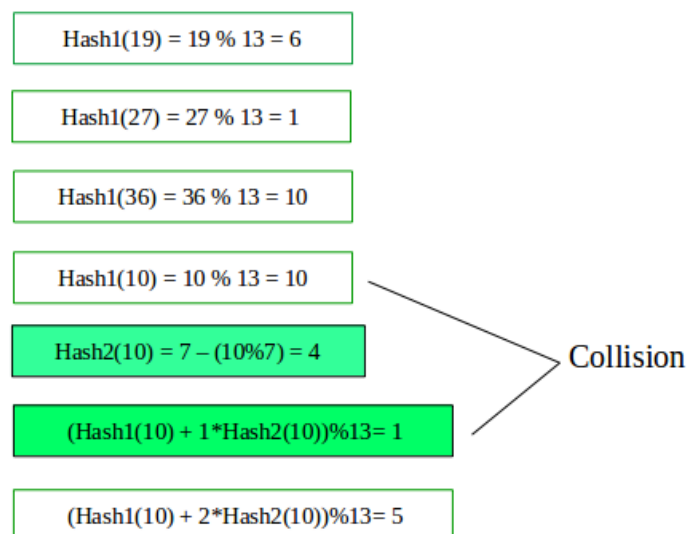 Hash1(19) = 19 % 13 = 6
Hash1(27) = 27 % 13 = 1
Hash1(36) = 36 % 13 = 10
Hash1(10) = 10 % 13 = 10
Hash2(10) = 7 – (10%7) = 4
Collision
(Hash1(10) + 1*Hash2(10))%13= 1
(Hash1(10) + 2*Hash2(10))%13= 5